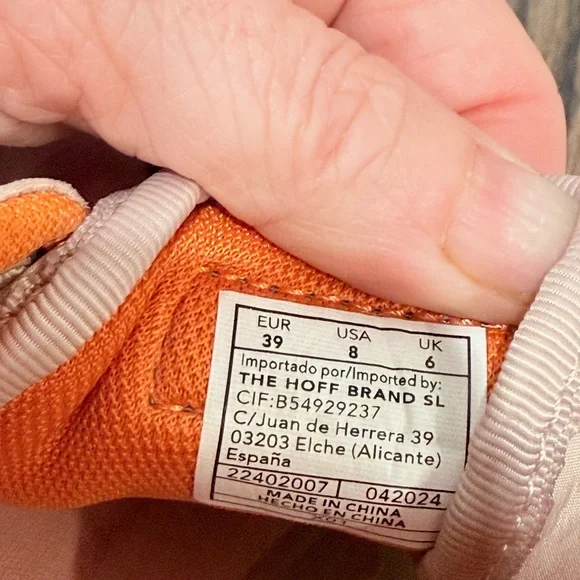 EUR USA UK
39 8 6
Importado por/Imported by:
THE HOFF BRAND SL
CIF:B54929237
C/Juan de Herrera 39
03203 Elche (Alicante)
España
22402007 042024
MADE IN CHINA
HECHO EN CHINA